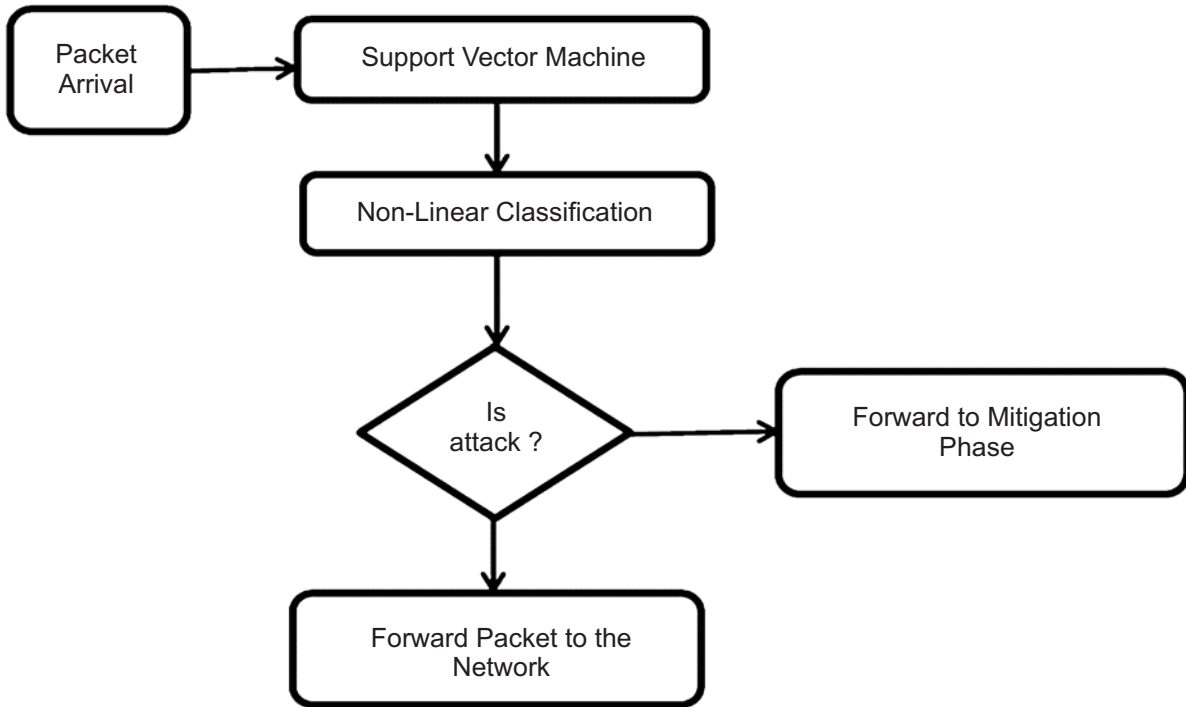 Packet
Arrival
Support Vector Machine
Non-Linear Classification
Is
attack ?
Forward to Mitigation
Phase
Forward Packet to the
Network